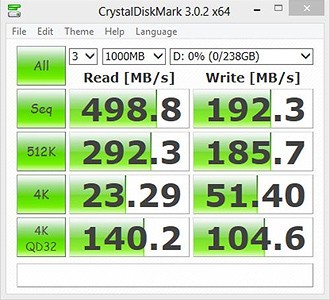 CrystalDiskMark 3.0.2 x64
File Edit Theme Help Language
All 3 1000MB D: 0% (0/238GB)
Read [MB/s] Write [MB/s]
Seq 498.8 192.3
512K 292.3 185.7
4K 23.29 51.40
4K QD32 140.2 104.6